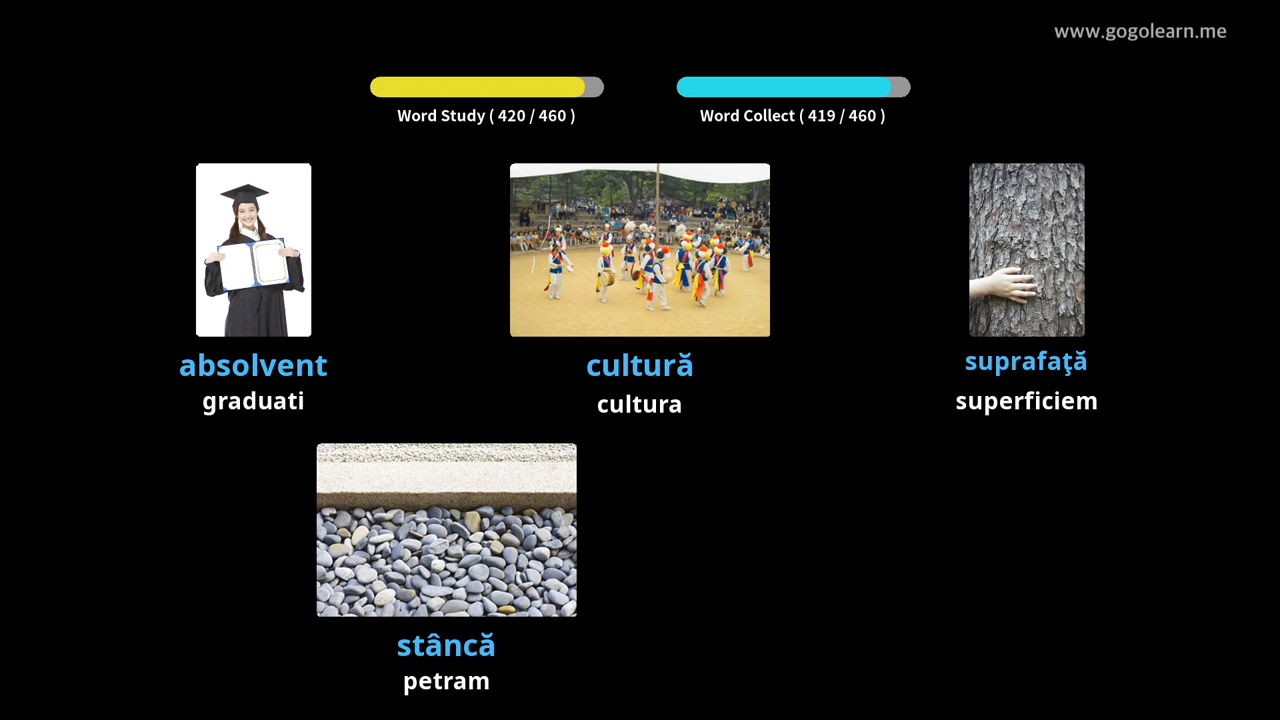 www.gogolearn.me
Word Study ( 420 / 460 )
Word Collect ( 419 / 460 )
absolvent
graduati
cultură
cultura
suprafaţă
superficiem
stâncă
petram